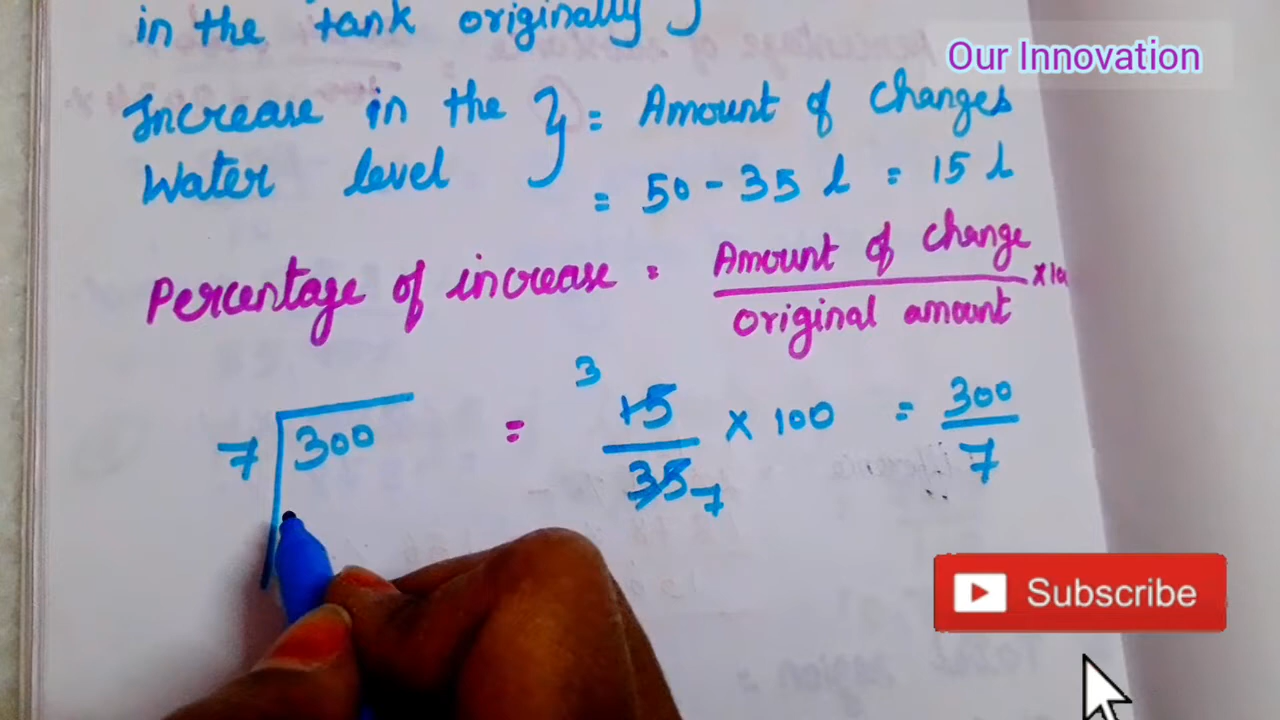 in the tank originally }
Our Innovation
Increase in the } = Amount of changes
Water level
= 50 - 35 l = 15 l
Percentage of increase = Amount of change
original amount × 10
3
7 300 = 15 × 100 = 300
35 7 7
Subscribe